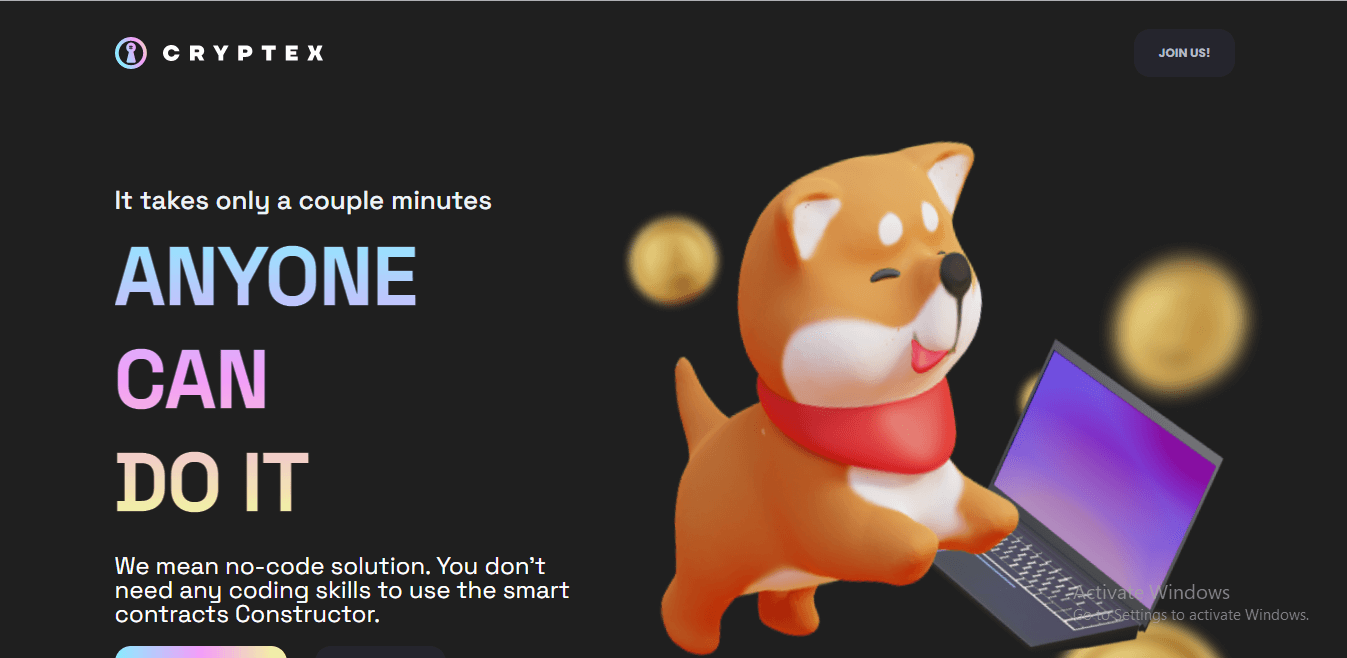 CRYPTEX
JOIN US!
It takes only a couple minutes
ANYONE
CAN
DO IT
We mean no-code solution. You don’t
need any coding skills to use the smart
contracts Constructor.
Activate Windows
Go to Settings to activate Windows.